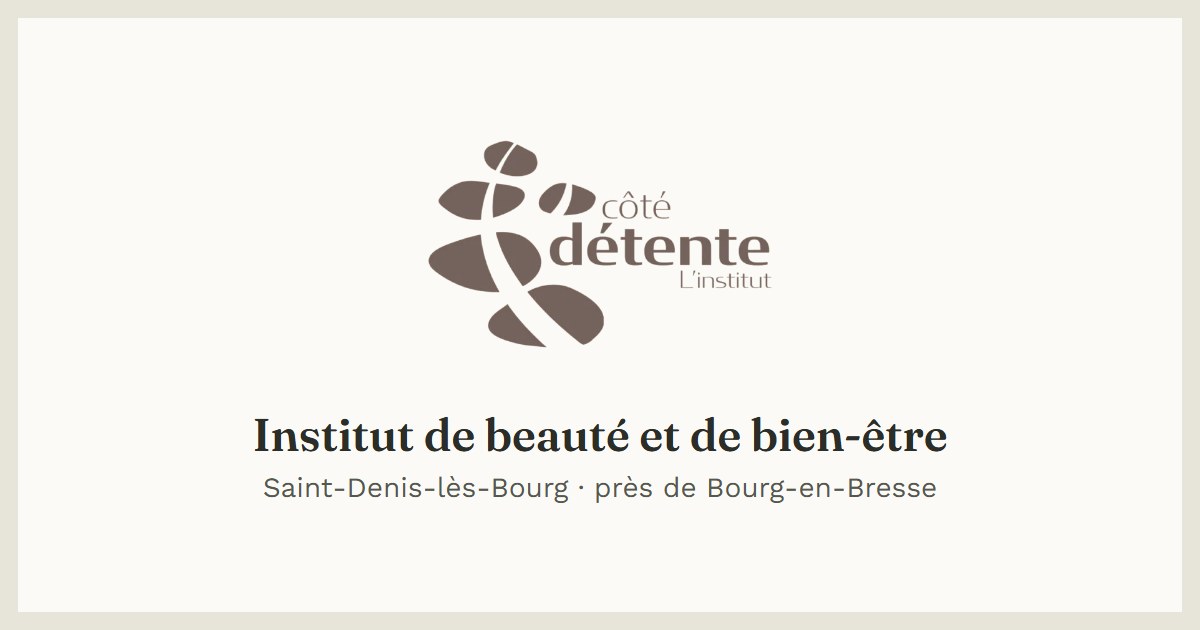 côté
détente
L'institut
Institut de beauté et de bien-être
Saint-Denis-lès-Bourg · près de Bourg-en-Bresse